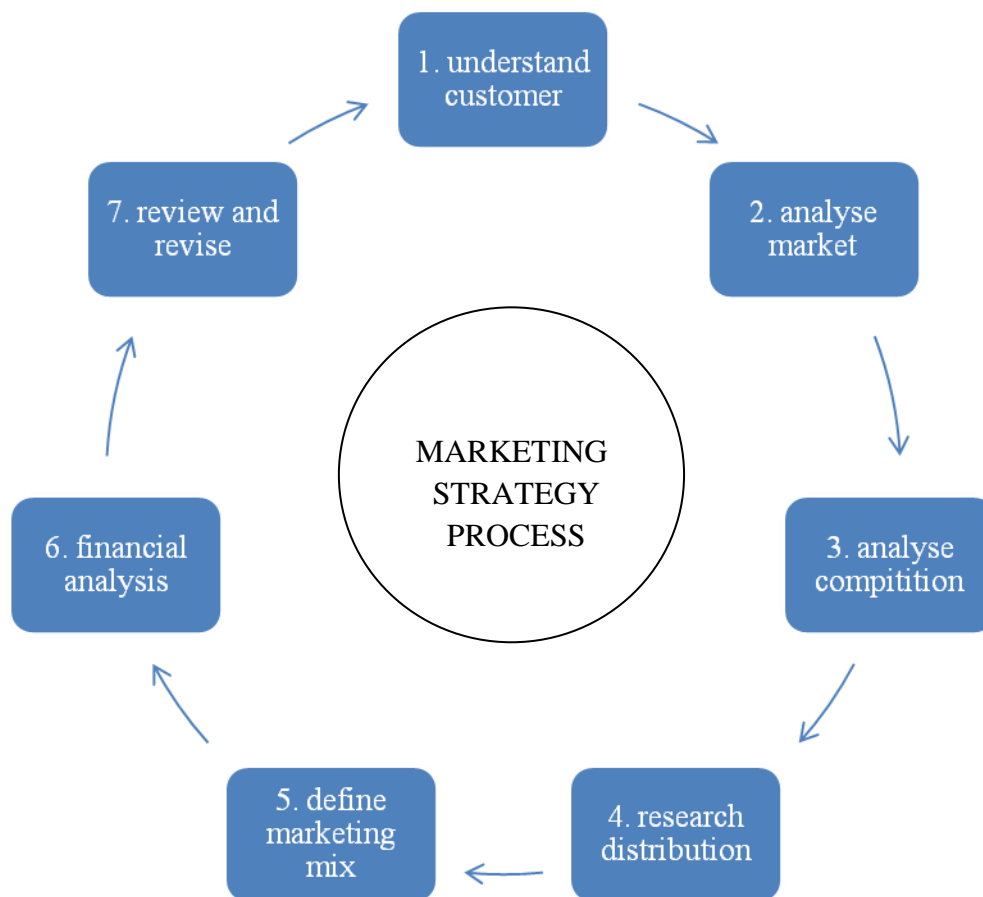 1. understand
customer
2. analyse
market
3. analyse
compitition
4. research
distribution
5. define
marketing
mix
6. financial
analysis
7. review and
revise
MARKETING
STRATEGY
PROCESS